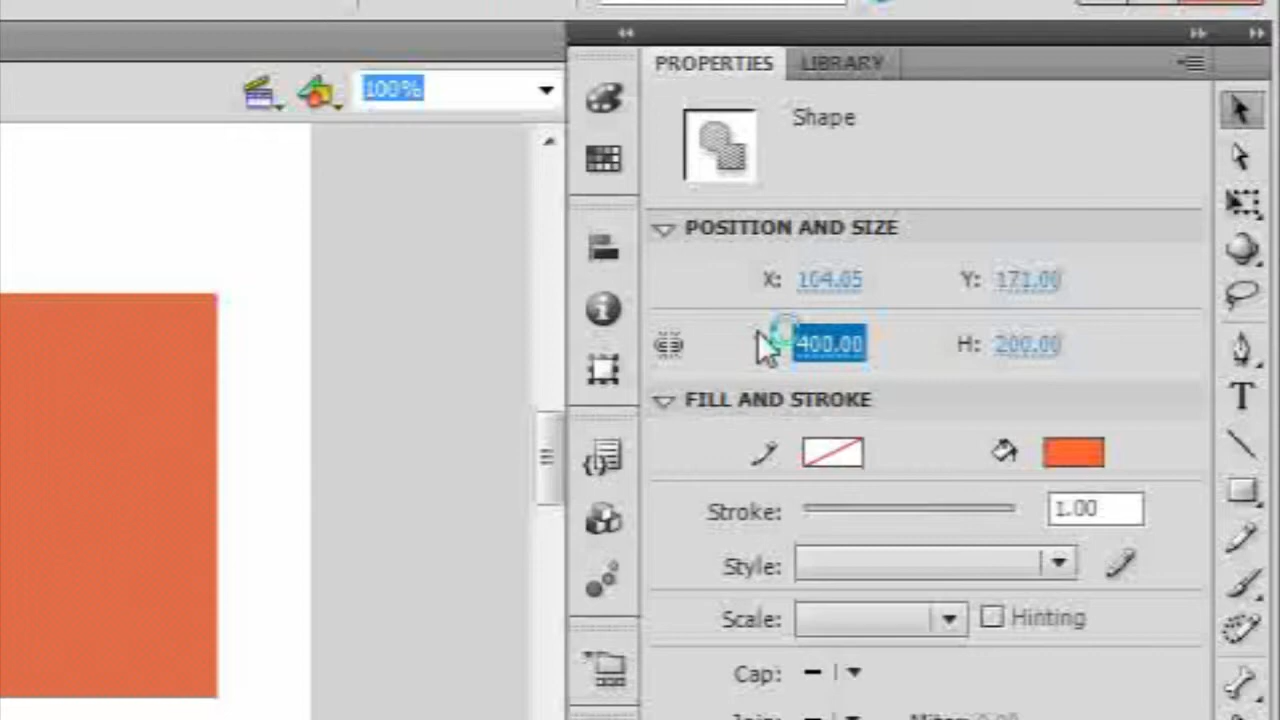 100%
PROPERTIES LIBRARY
Shape
POSITION AND SIZE
X: 104.05 Y: 171.00
400.00 H: 200.00
FILL AND STROKE
Stroke: 1.00
Style:
Scale: Hinting
Cap: